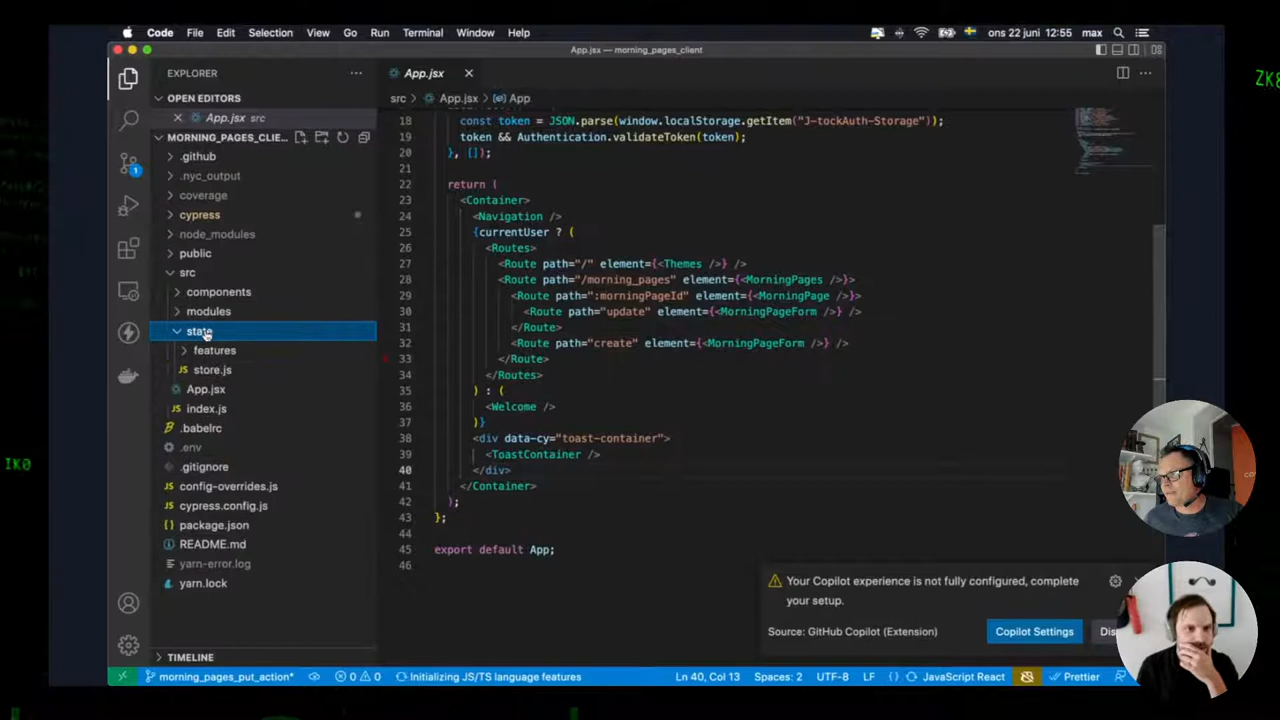 Code File Edit Selection View Go Run Terminal Window Help
ons 22 juni 12:55 max
App.jsx — morning_pages_client
EXPLORER
OPEN EDITORS
App.jsx src
MORNING_PAGES_CLIE...
.github
.nyc_output
coverage
cypress
node_modules
public
src
components
modules
state
features
store.js
App.jsx
index.js
.babelrc
.env
.gitignore
config-overrides.js
cypress.config.js
package.json
README.md
yarn-error.log
yarn.lock
TIMELINE
App.jsx
src > App.jsx > App
18 const token = JSON.parse(window.localStorage.getItem("J-tockAuth-Storage"));
19 token && Authentication.validateToken(token);
20 }, []);
21
22 return (
23 <Container>
24 <Navigation />
25 {currentUser ? (
26 <Routes>
27 <Route path="/" element={<Themes />} />
28 <Route path="/morning_pages" element={<MorningPages />}>
29 <Route path=":morningPageId" element={<MorningPage />}>
30 <Route path="update" element={<MorningPageForm />} />
31 </Route>
32 <Route path="create" element={<MorningPageForm />} />
33 </Route>
34 </Routes>
35 ) : (
36 <Welcome />
37 )}
38 <div data-cy="toast-container">
39 <ToastContainer />
40 </div>
41 </Container>
42 );
43 };
44
45 export default App;
46
Your Copilot experience is not fully configured, complete
your setup.
Source: GitHub Copilot (Extension)
Copilot Settings
Dis
1
morning_pages_put_action* 0 0 Initializing JS/TS language features
Ln 40, Col 13 Spaces: 2 UTF-8 LF {} JavaScript React Prettier
IK0